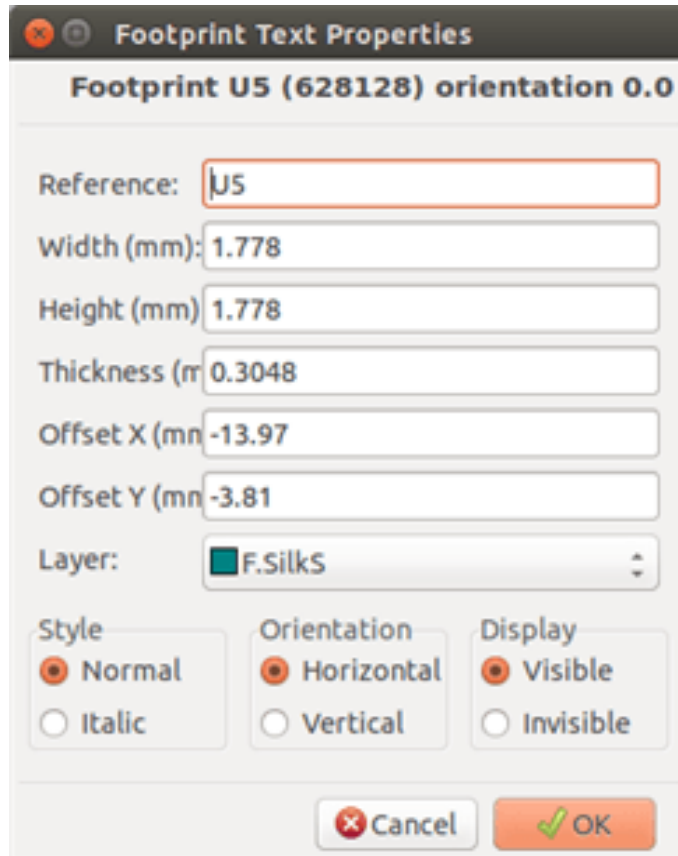 Footprint Text Properties
Footprint U5 (628128) orientation 0.0
Reference: U5
Width (mm): 1.778
Height (mm) 1.778
Thickness (m 0.3048
Offset X (mn -13.97
Offset Y (mn -3.81
Layer: F.SilkS
Style Orientation Display
Normal Horizontal Visible
Italic Vertical Invisible
Cancel OK